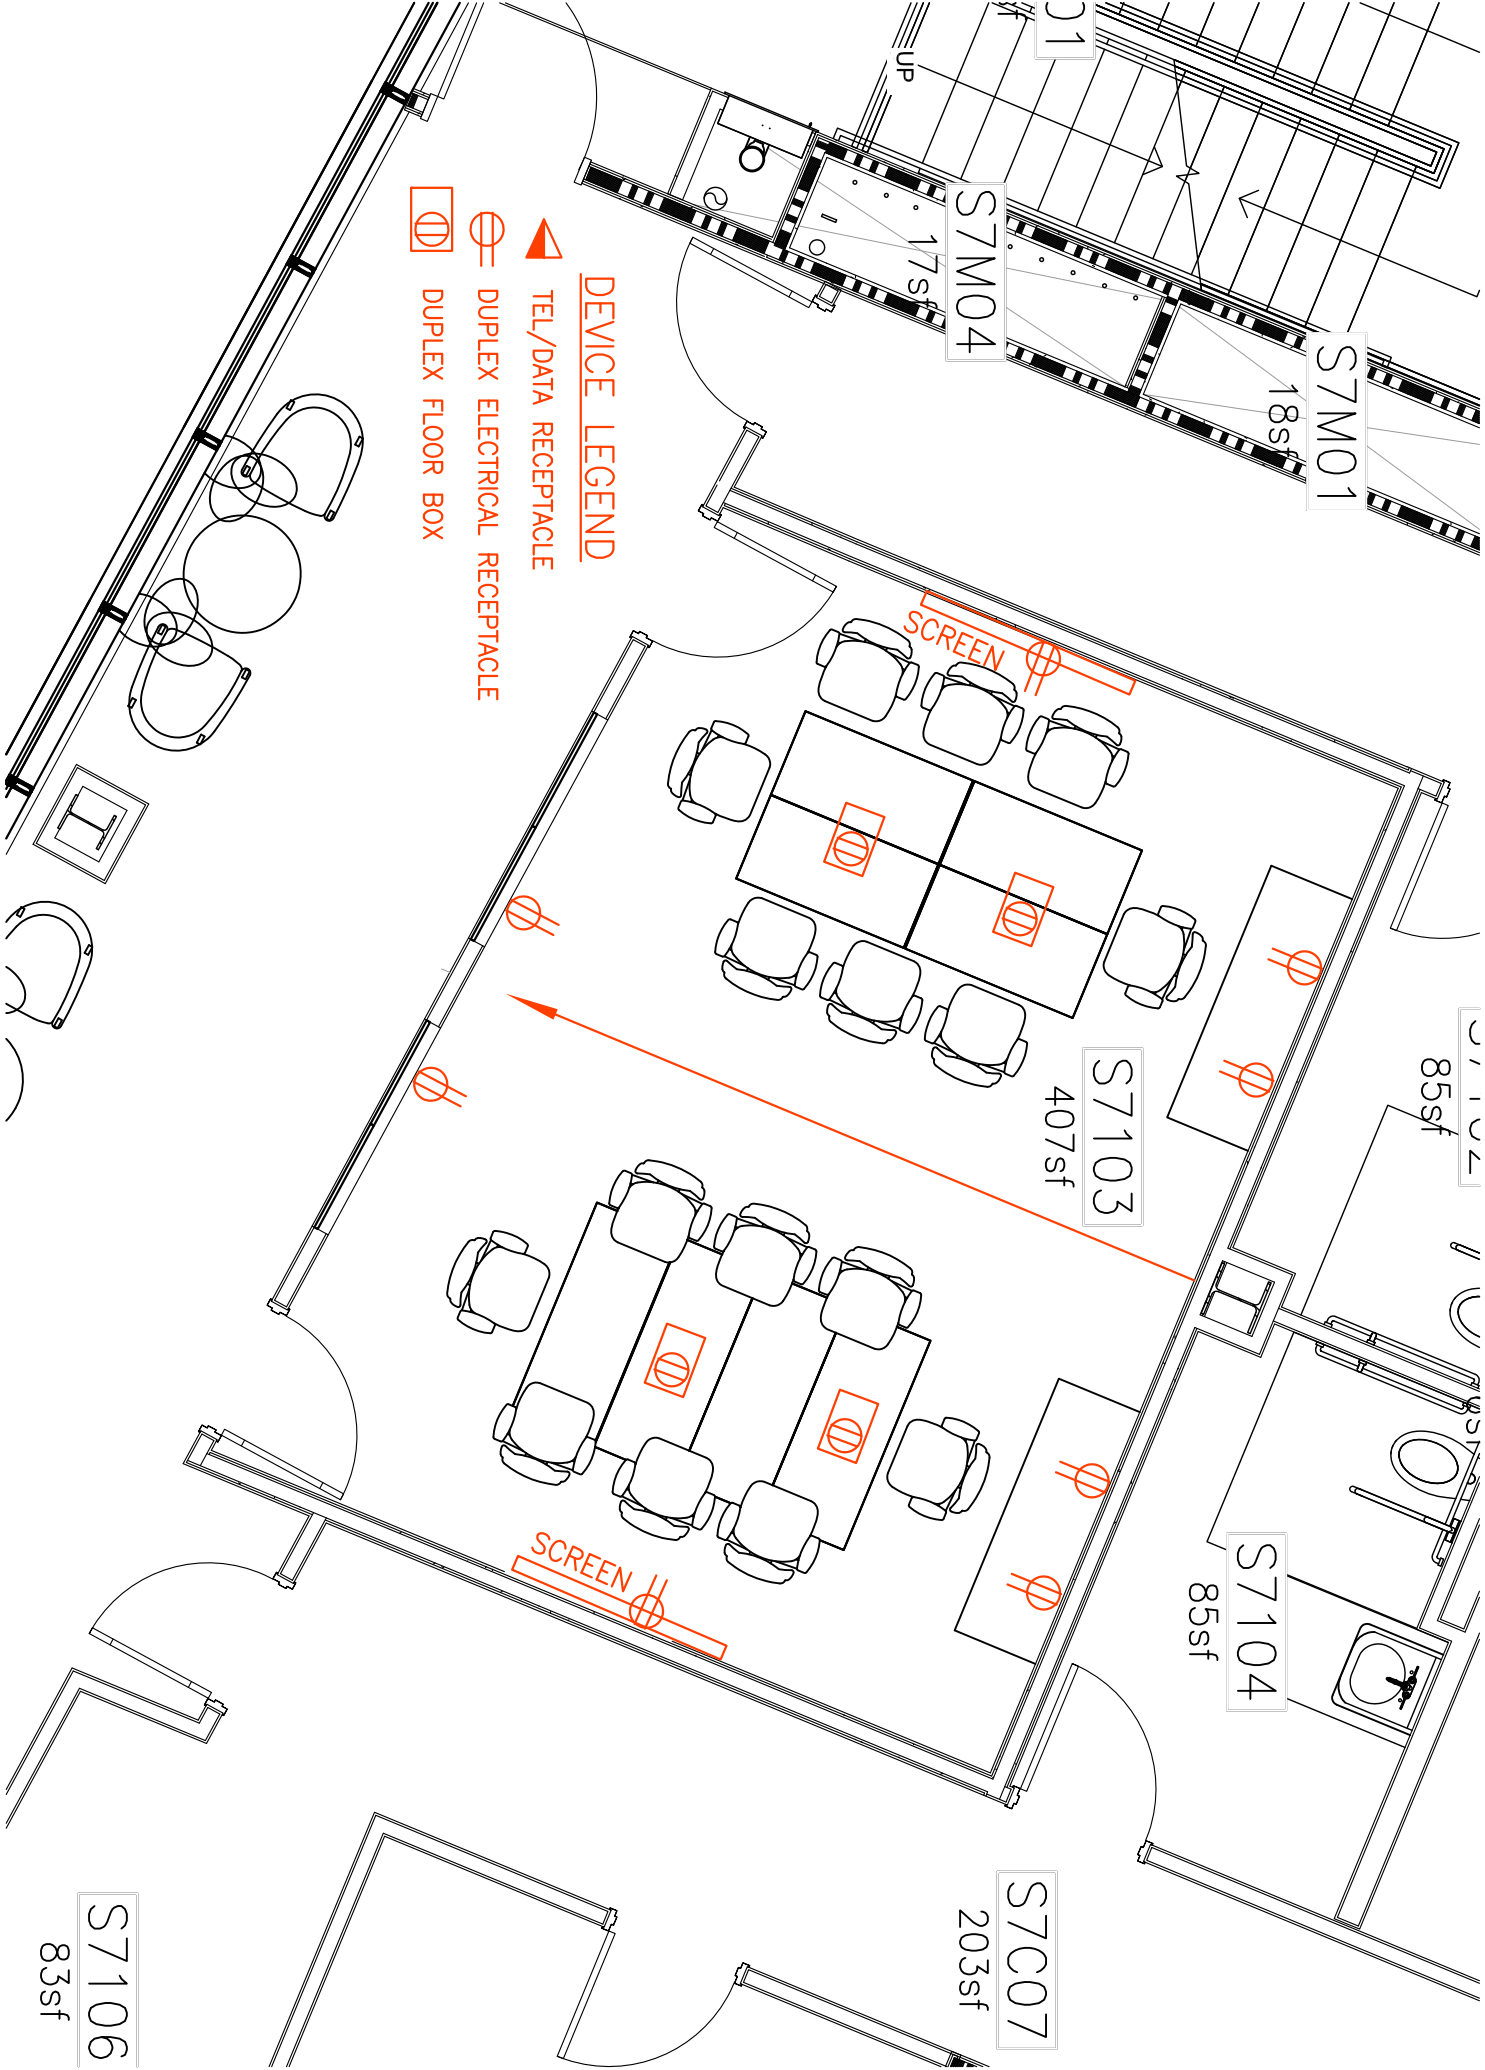 UP
S7M04
17sf
S7M01
18sf
DEVICE LEGEND
TEL/DATA RECEPTACLE
DUPLEX ELECTRICAL RECEPTACLE
DUPLEX FLOOR BOX
SCREEN
S7103
407sf
85sf
SCREEN
S7104
85sf
S7C07
203sf
S7106
83sf